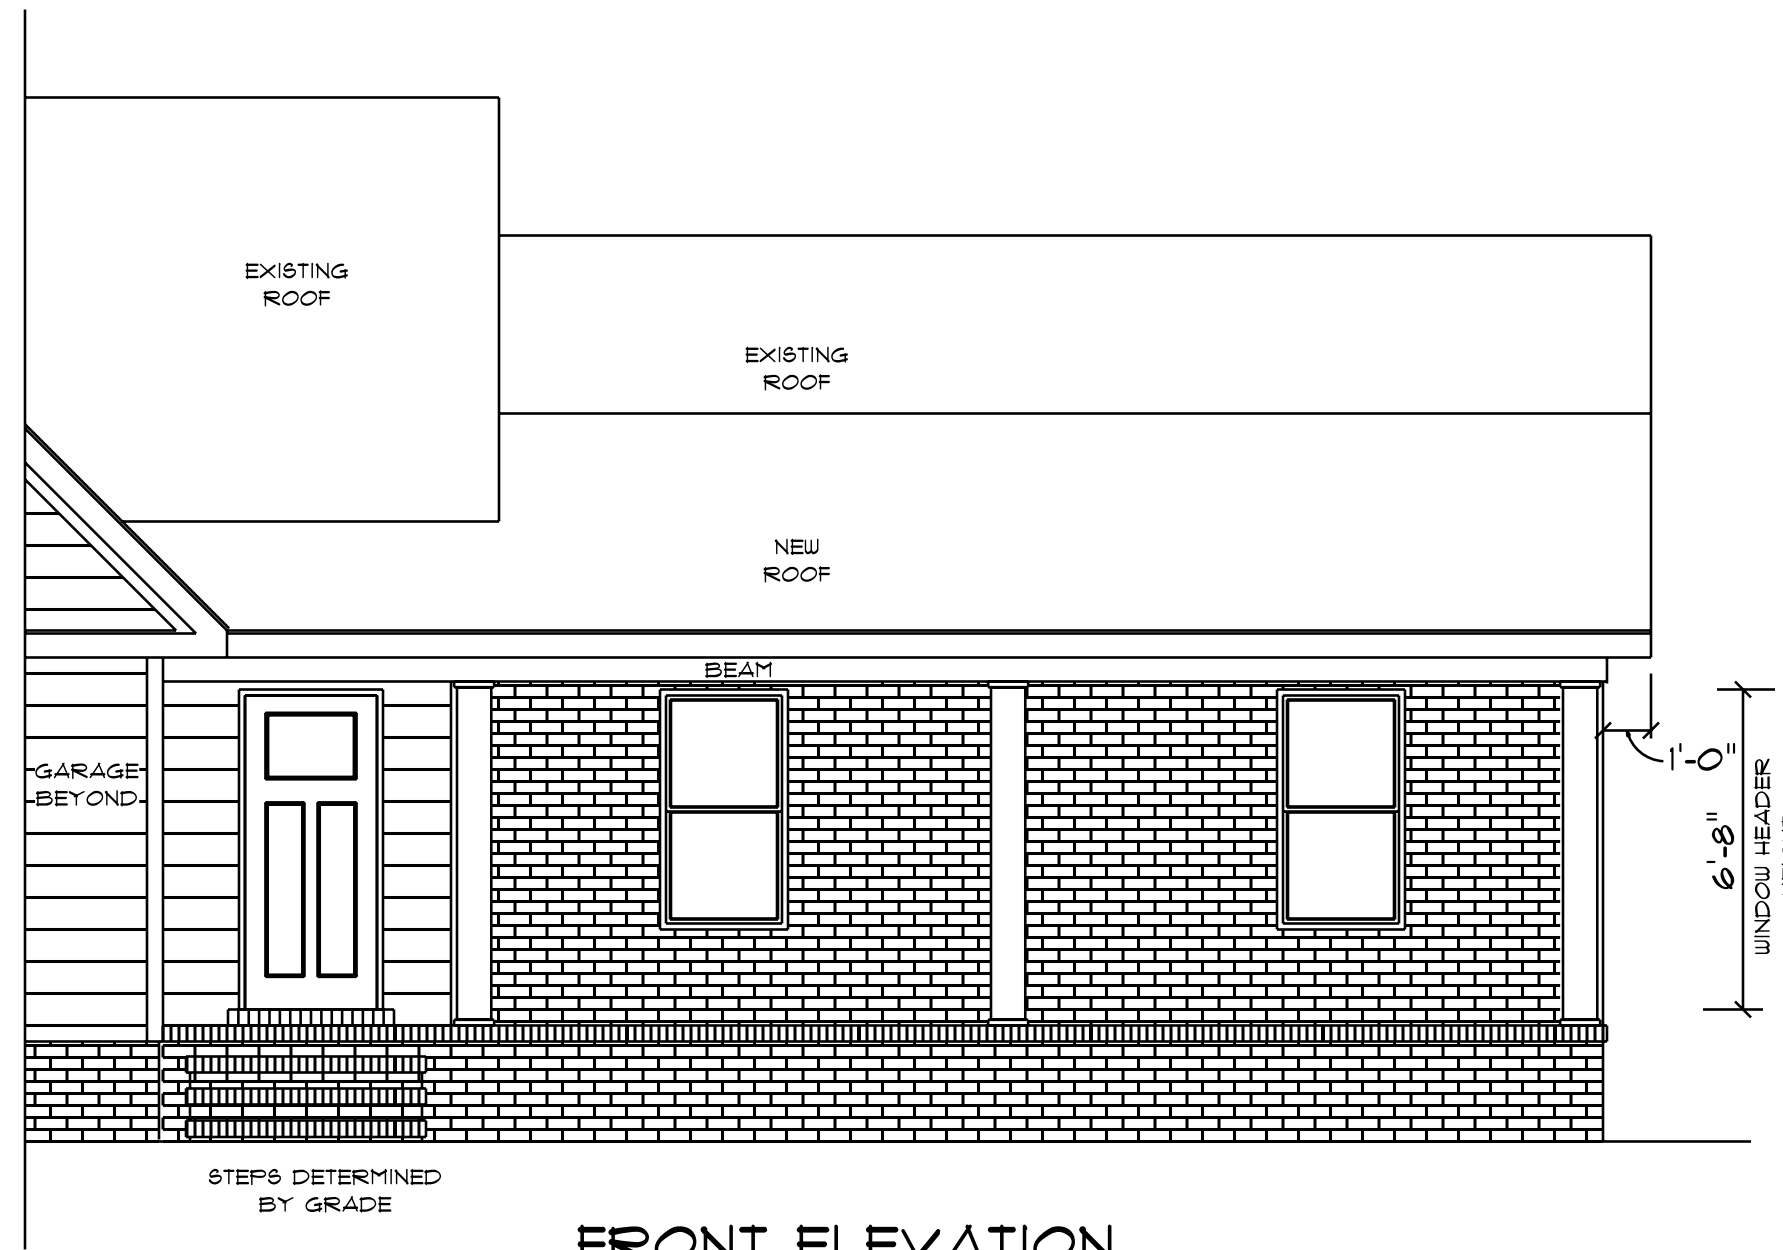 EXISTING
ROOF
EXISTING
ROOF
NEW
ROOF
BEAM
GARAGE
BEYOND
1'-0"
6'-8"
WINDOW HEADER
STEPS DETERMINED
BY GRADE
FRONT ELEVATION